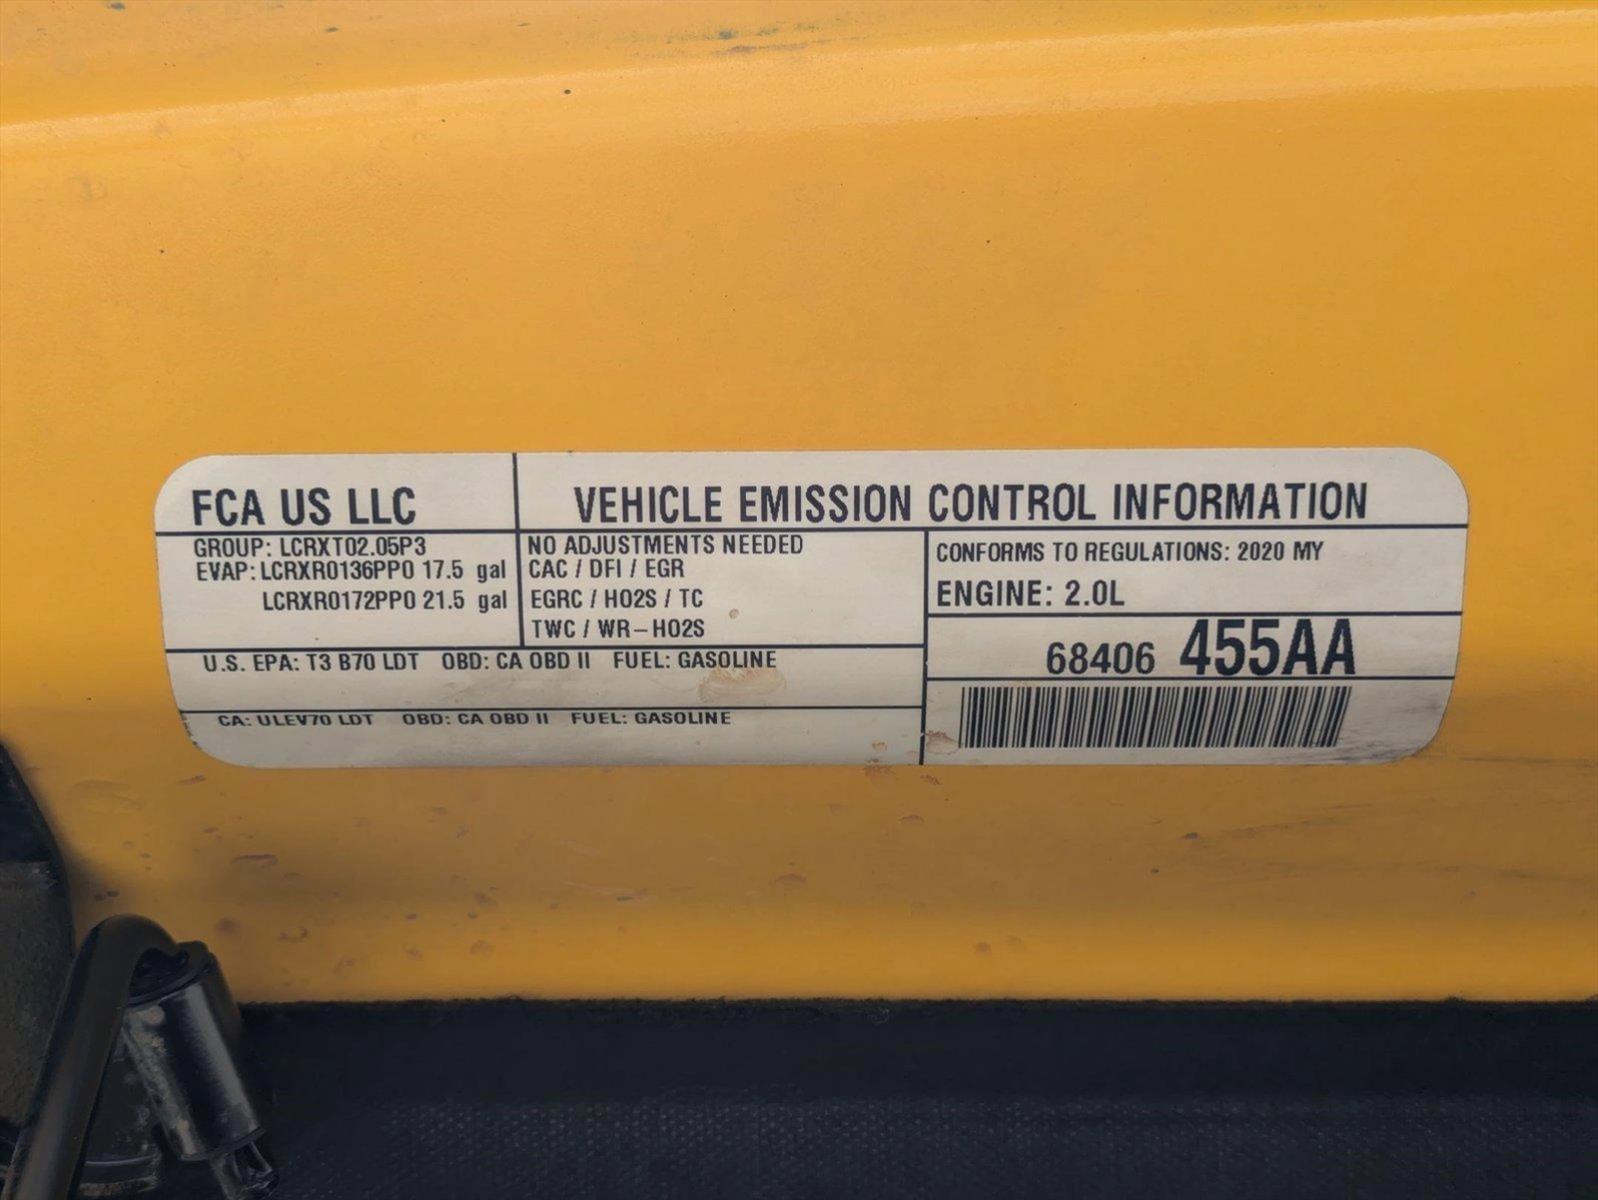 FCA US LLC
VEHICLE EMISSION CONTROL INFORMATION
GROUP: LCRXT02.05P3
EVAP: LCRXR0136PP0 17.5 gal
LCRXR0172PP0 21.5 gal
NO ADJUSTMENTS NEEDED
CAC / DFI / EGR
EGRC / HO2S / TC
TWC / WR-HO2S
CONFORMS TO REGULATIONS: 2020 MY
ENGINE: 2.0L
68406 455AA
U.S. EPA: T3 B70 LDT OBD: CA OBD II FUEL: GASOLINE
CA: ULEV70 LDT OBD: CA OBD II FUEL: GASOLINE